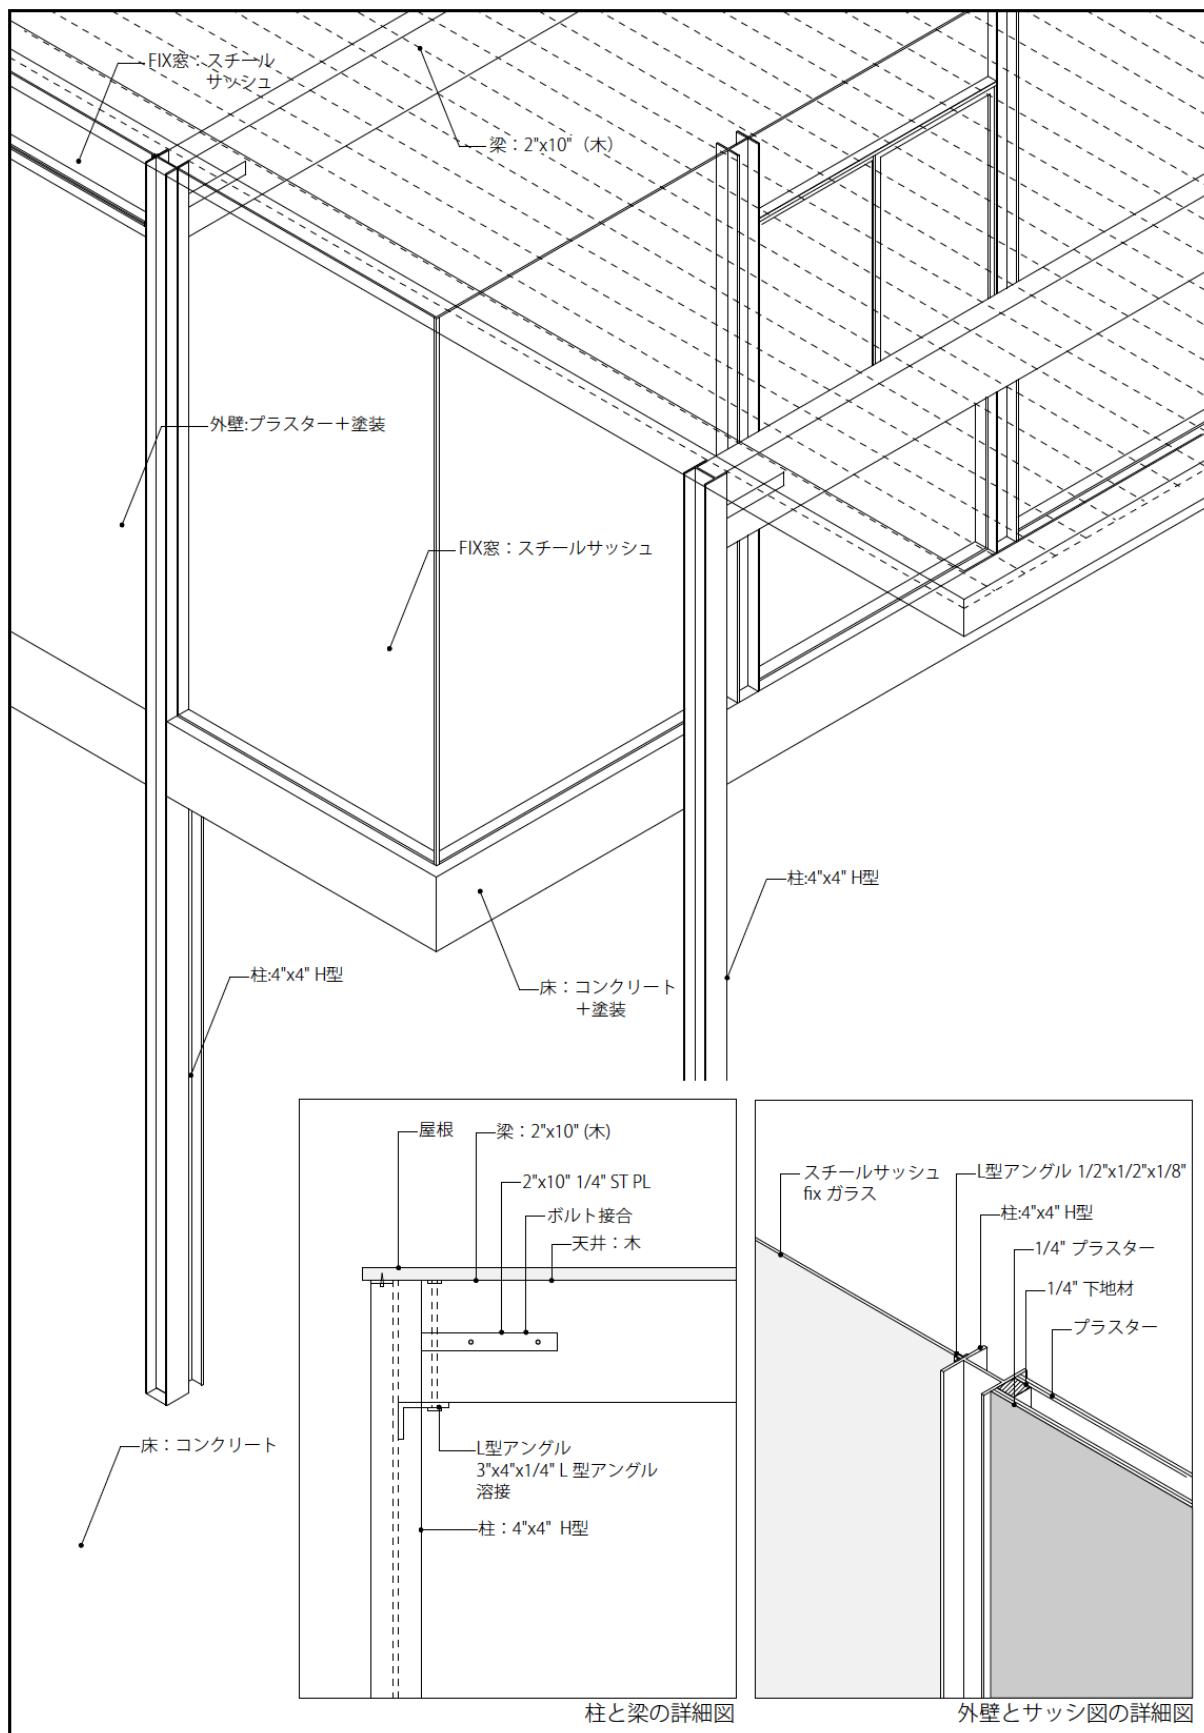 FIX窓：スチール
サッシュ
梁：2"x10"（木）
外壁:プラスター＋塗装
FIX窓：スチールサッシュ
柱:4"x4" H型
柱:4"x4" H型
床：コンクリート
＋塗装
床：コンクリート
屋根
梁：2"x10" (木)
2"x10" 1/4" ST PL
ボルト接合
天井：木
L型アングル
3"x4"x1/4" L 型アングル
溶接
柱：4"x4" H型
柱と梁の詳細図
スチールサッシュ
fix ガラス
L型アングル 1/2"x1/2"x1/8"
柱:4"x4" H型
1/4" プラスター
1/4" 下地材
プラスター
外壁とサッシ図の詳細図